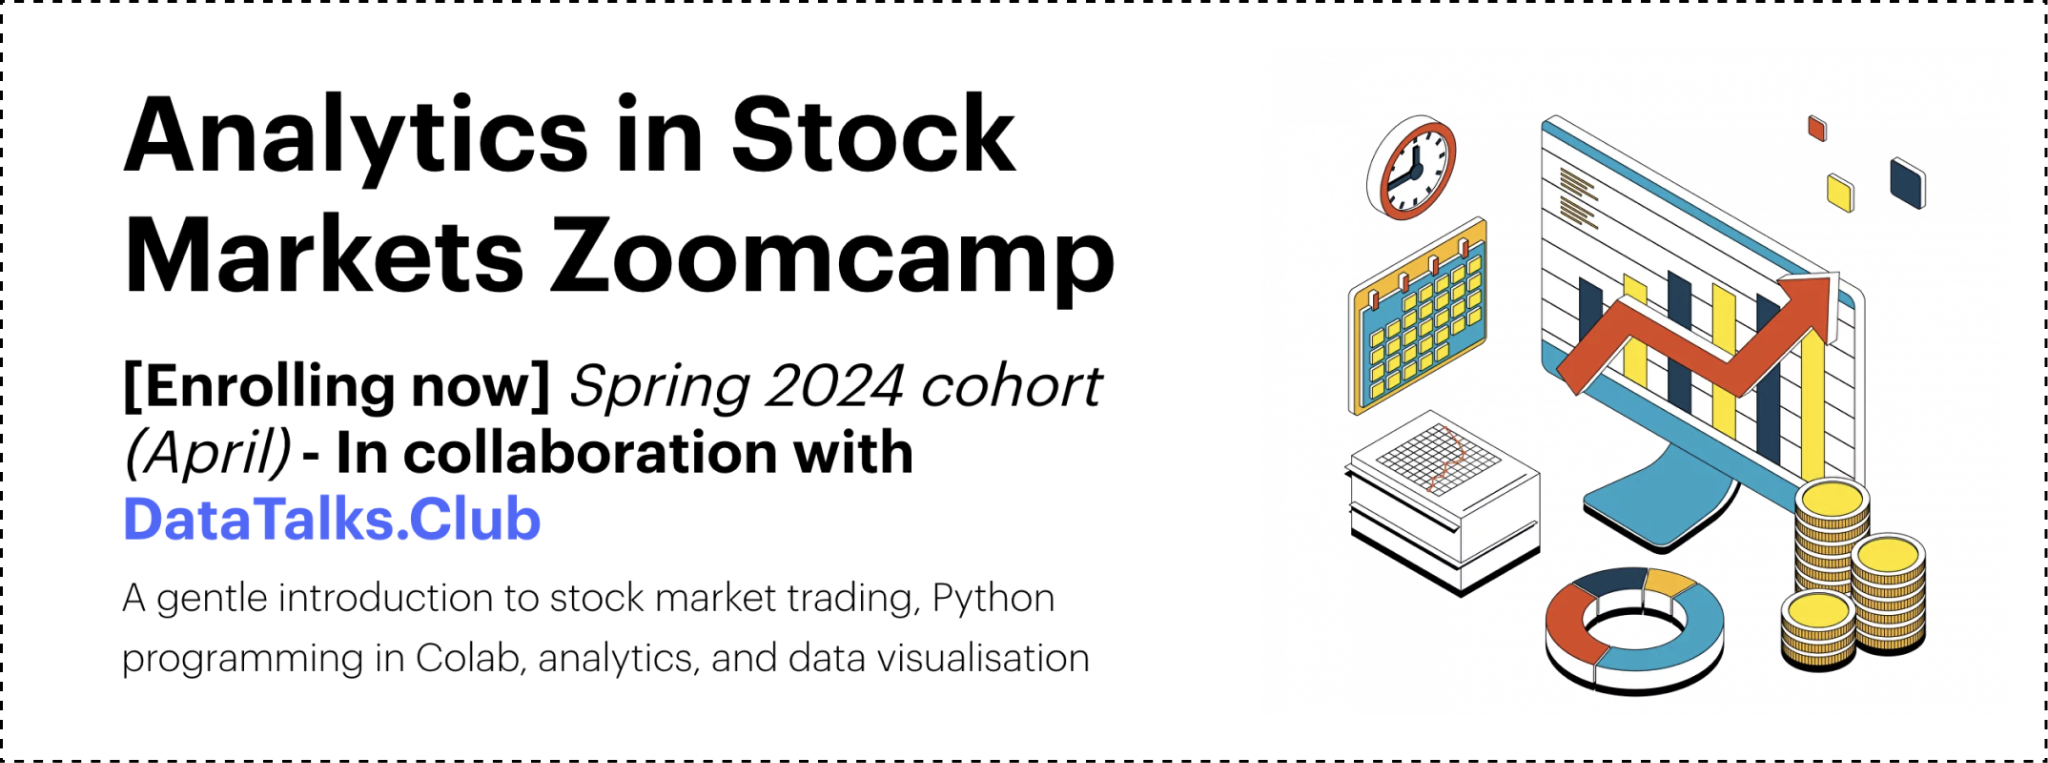 Analytics in Stock
Markets Zoomcamp
[Enrolling now] Spring 2024 cohort
(April) - In collaboration with
DataTalks.Club
A gentle introduction to stock market trading, Python
programming in Colab, analytics, and data visualisation